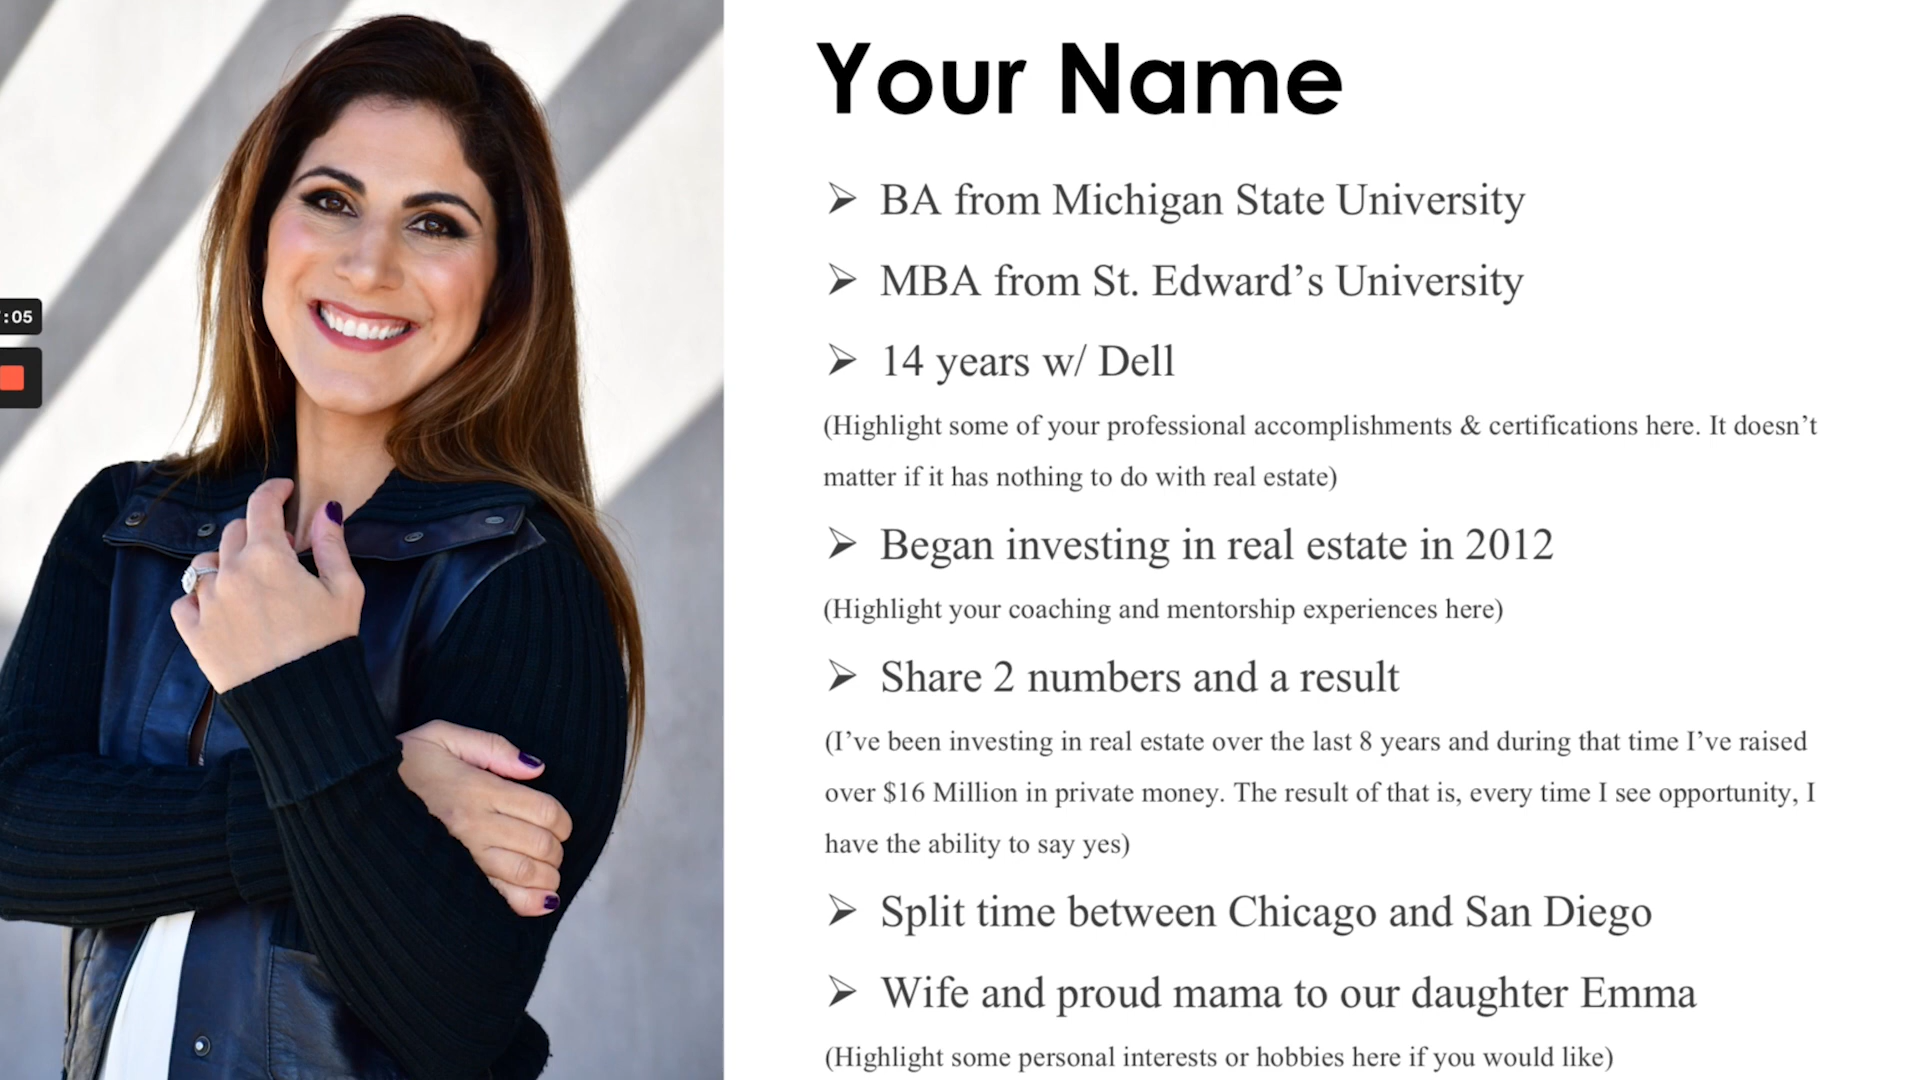 Your Name
➢ BA from Michigan State University
➢ MBA from St. Edward’s University
:05
➢ 14 years w/ Dell
(Highlight some of your professional accomplishments & certifications here. It doesn’t
matter if it has nothing to do with real estate)
➢ Began investing in real estate in 2012
(Highlight your coaching and mentorship experiences here)
➢ Share 2 numbers and a result
(I’ve been investing in real estate over the last 8 years and during that time I’ve raised
over $16 Million in private money. The result of that is, every time I see opportunity, I
have the ability to say yes)
➢ Split time between Chicago and San Diego
➢ Wife and proud mama to our daughter Emma
(Highlight some personal interests or hobbies here if you would like)